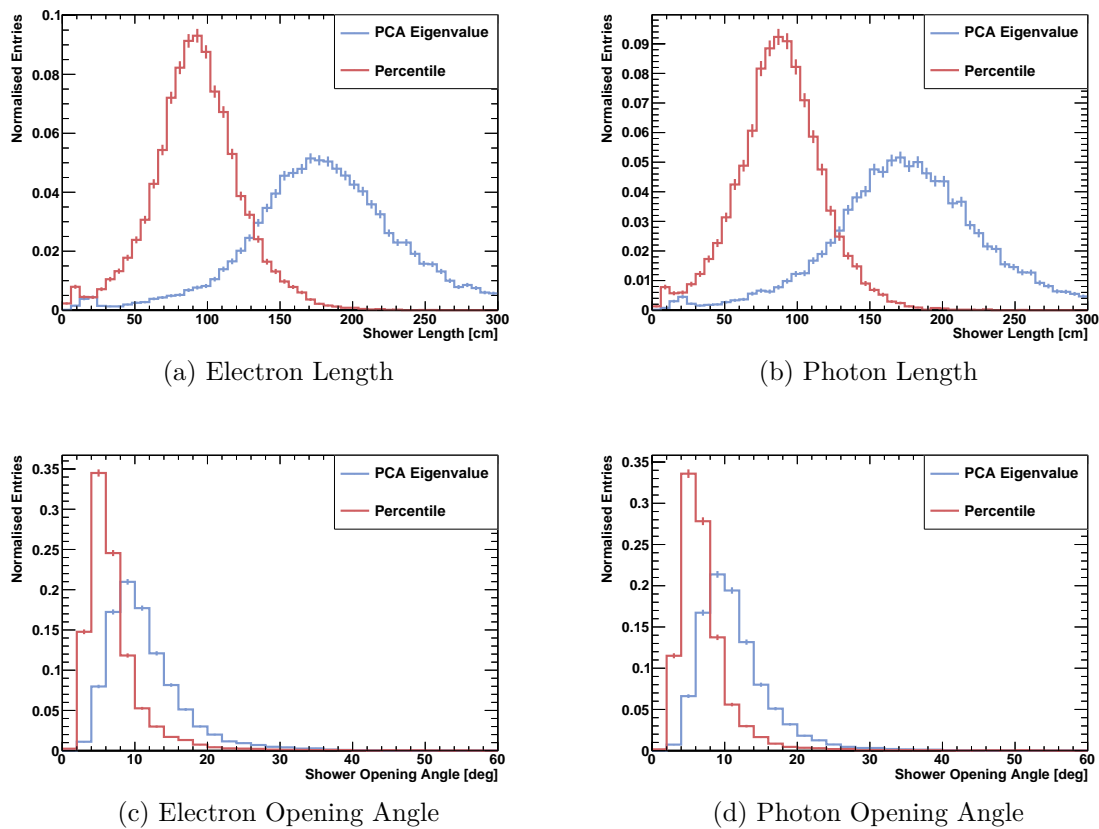 Normalised Entries
0.1
0.08
0.06
0.04
0.02
0
0 50 100 150 200 250 300
Shower Length [cm]
PCA Eigenvalue
Percentile
(a) Electron Length
Normalised Entries
0.09
0.08
0.07
0.06
0.05
0.04
0.03
0.02
0.01
0
0 50 100 150 200 250 300
Shower Length [cm]
PCA Eigenvalue
Percentile
(b) Photon Length
Normalised Entries
0.35
0.3
0.25
0.2
0.15
0.1
0.05
0
0 10 20 30 40 50 60
Shower Opening Angle [deg]
PCA Eigenvalue
Percentile
(c) Electron Opening Angle
Normalised Entries
0.35
0.3
0.25
0.2
0.15
0.1
0.05
0
0 10 20 30 40 50 60
Shower Opening Angle [deg]
PCA Eigenvalue
Percentile
(d) Photon Opening Angle